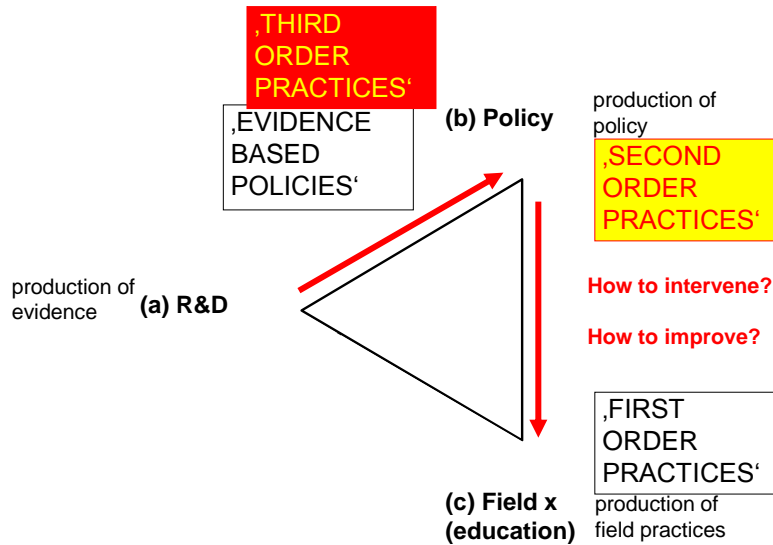 ‚THIRD
ORDER
PRACTICES‘
‚EVIDENCE
BASED
POLICIES‘
(b) Policy
production of
policy
‚SECOND
ORDER
PRACTICES‘
production of
evidence
(a) R&D
How to intervene?
How to improve?
‚FIRST
ORDER
PRACTICES‘
(c) Field x
(education)
production of
field practices